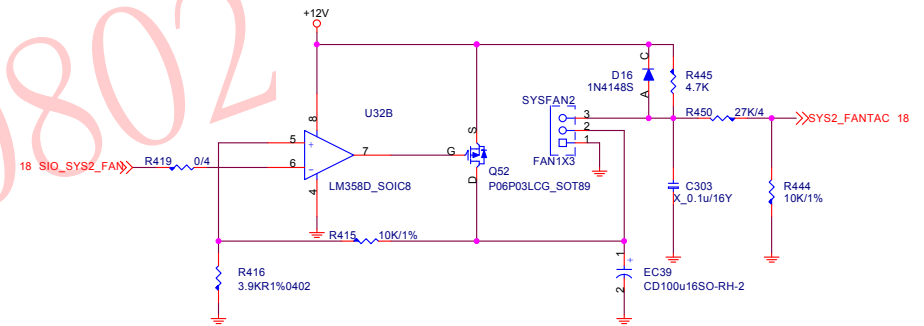 +12V
9802
U32B
8
5
+
6
-
7
4
LM358D_SOIC8
18 SIO_SYS2_FAN
R419
0/4
S
G
D
Q52
P06P03LCG_SOT89
SYSFAN2
3
2
1
FAN1X3
D16
1N4148S
C
A
R445
4.7K
R450
27K/4
SYS2_FANTAC 18
C303
X_0.1u/16Y
R444
10K/1%
R415
10K/1%
R416
3.9KR1%0402
1
+
2
EC39
CD100u16SO-RH-2